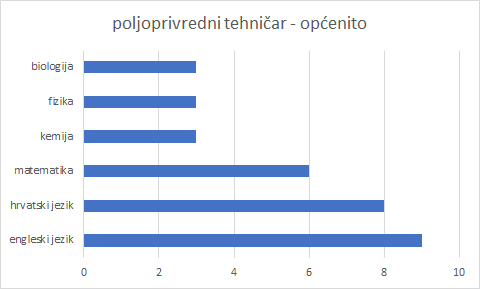 poljoprivredni tehničar - općenito
biologija
fizika
kemija
matematika
hrvatski jezik
engleski jezik
0 2 4 6 8 10